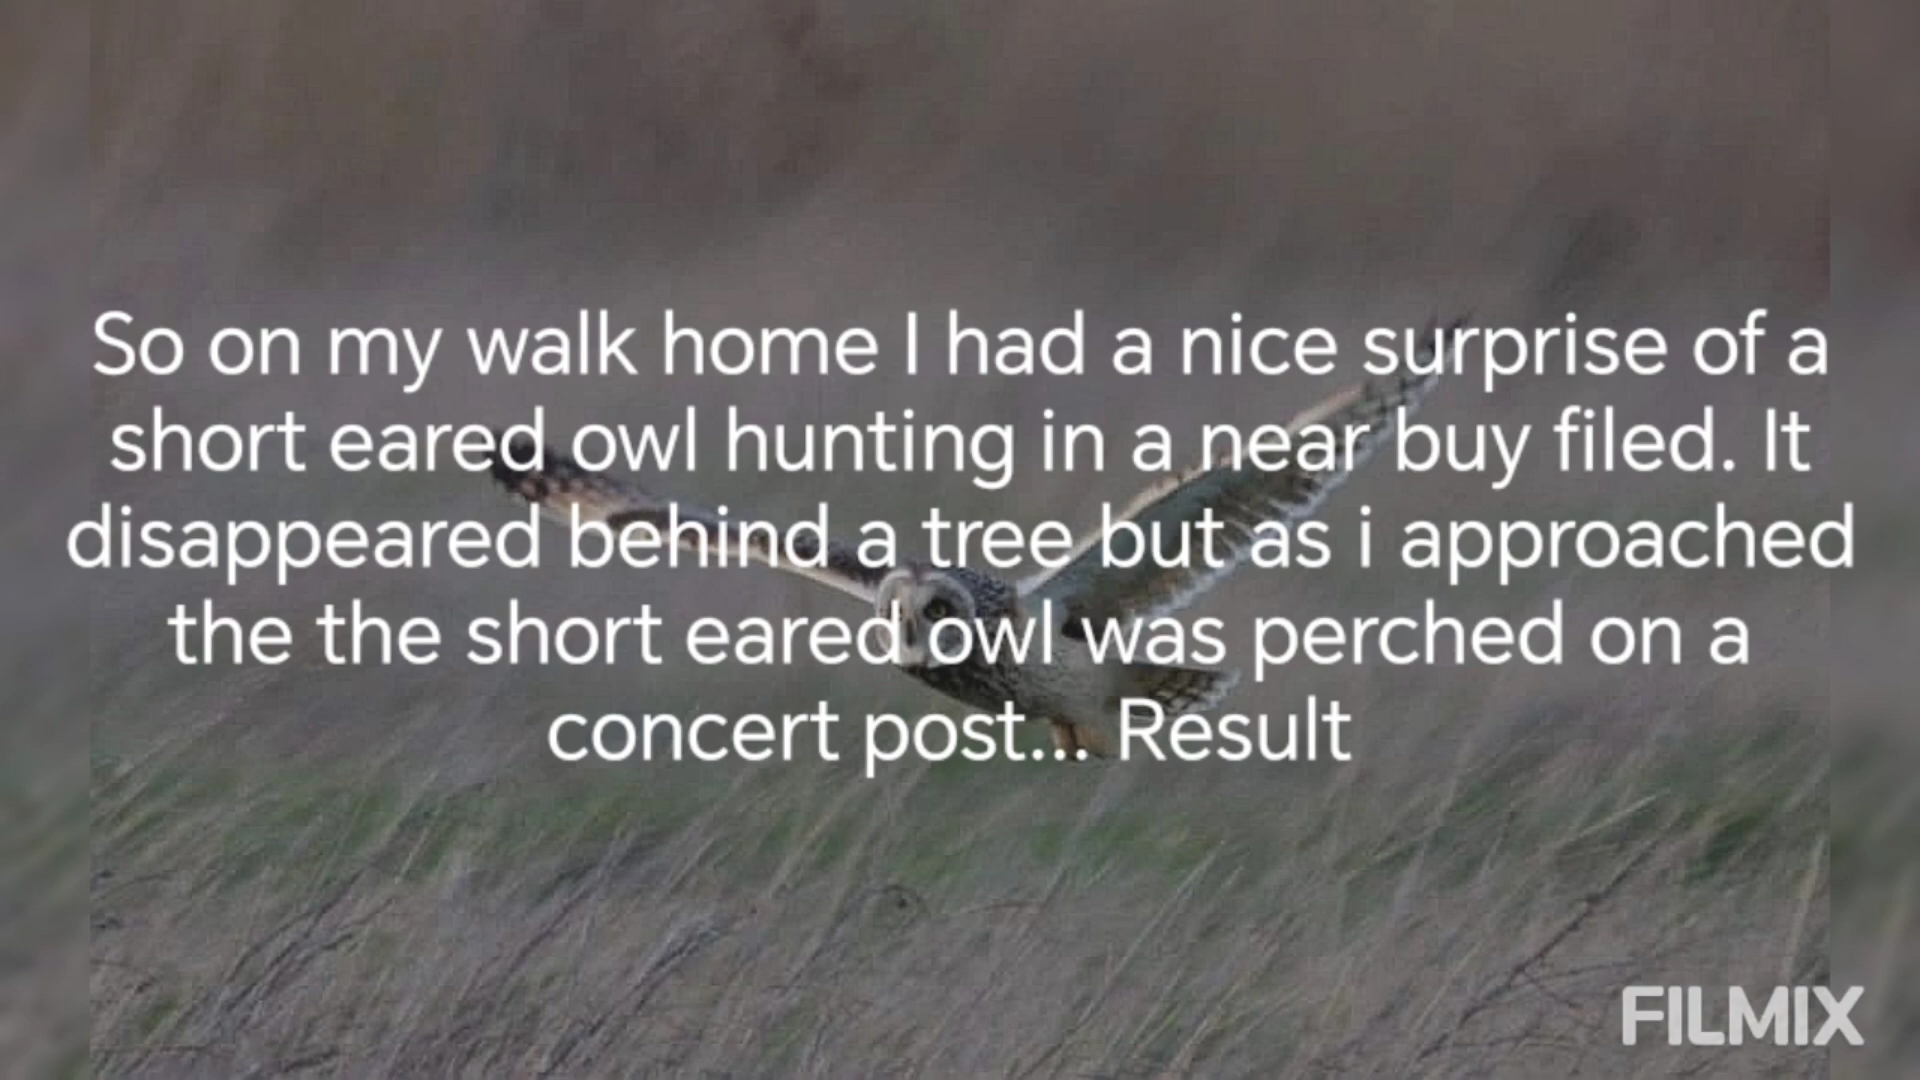 So on my walk home I had a nice surprise of a
short eared owl hunting in a near buy filed. It
disappeared behind a tree but as i approached
the the short eared owl was perched on a
concert post... Result
FILMIX